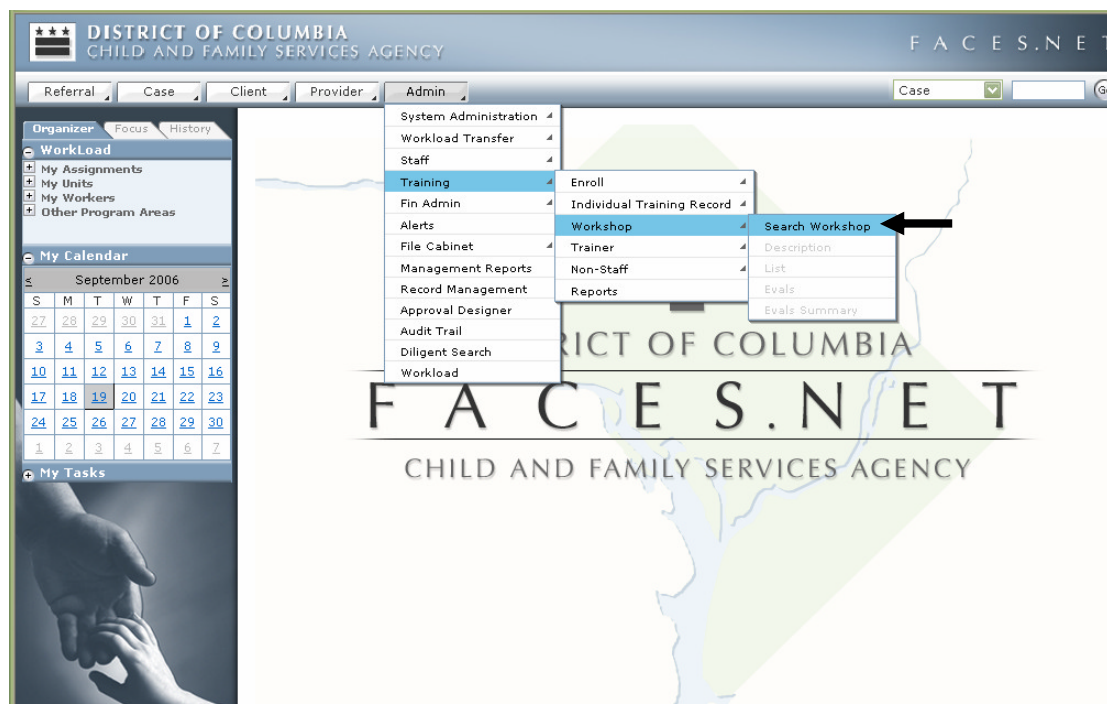 DISTRICT OF COLUMBIA
CHILD AND FAMILY SERVICES AGENCY
FACES.NET
Referral Case Client Provider Admin Case
Organizer Focus History
WorkLoad
My Assignments
My Units
My Workers
Other Program Areas
My Calendar
< September 2006 >
S M T W T F S
27 28 29 30 31 1 2
3 4 5 6 7 8 9
10 11 12 13 14 15 16
17 18 19 20 21 22 23
24 25 26 27 28 29 30
1 2 3 4 5 6 7
My Tasks
System Administration
Workload Transfer
Staff
Training
Fin Admin
Alerts
File Cabinet
Management Reports
Record Management
Approval Designer
Audit Trail
Diligent Search
Workload
Enroll
Individual Training Record
Workshop
Trainer
Non-Staff
Reports
Search Workshop
Description
List
Evals
Evals Summary
RICT OF COLUMBIA
FACES.NET
CHILD AND FAMILY SERVICES AGENCY